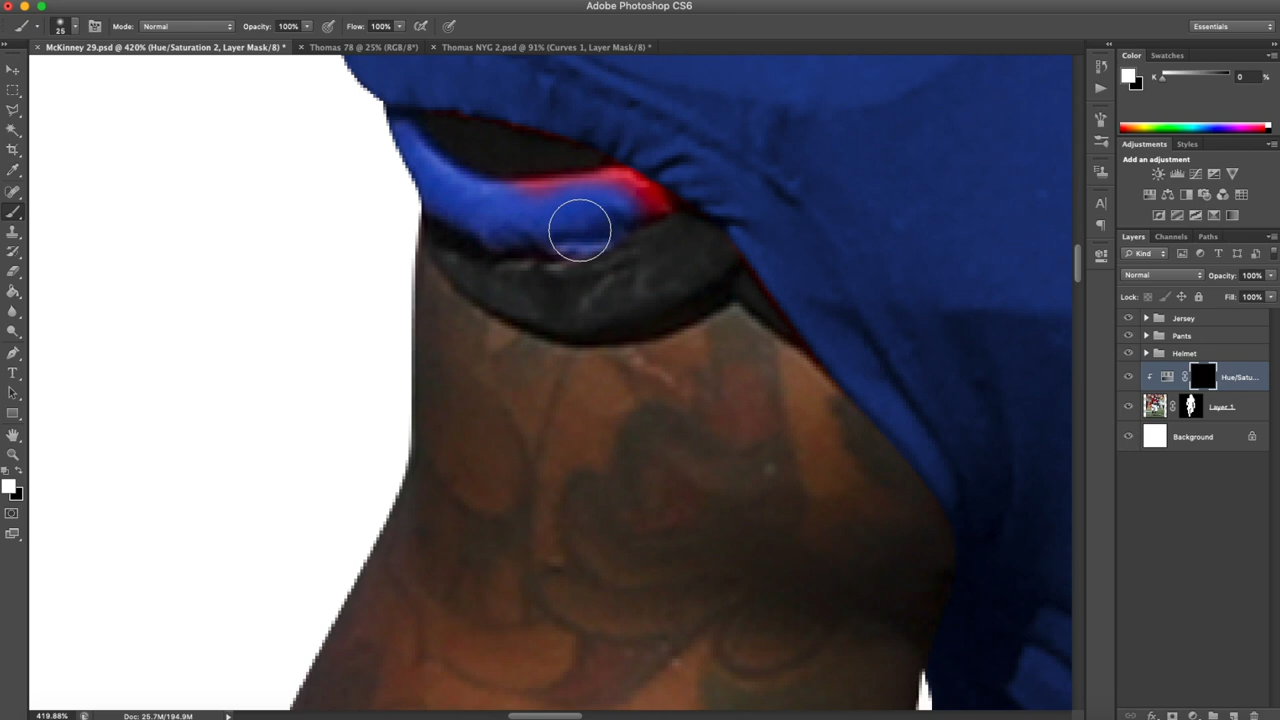 Adobe Photoshop CS6
25 Mode: Normal Opacity: 100% Flow: 100% Essentials
McKinney 29.psd @ 420% (Hue/Saturation 2, Layer Mask/8) * Thomas 78 @ 25% (RGB/8*) Thomas NYC 2.psd @ 91% (Curves 1, Layer Mask/8) *
Color Swatches
K 0 %
Adjustments Styles
Add an adjustment
Layers Channels Paths
Kind
Normal Opacity: 100%
Lock: Fill: 100%
Jersey
Pants
Helmet
Hue/Satu...
Layer 1
Background
419.88% Doc: 25.7M/194.9M